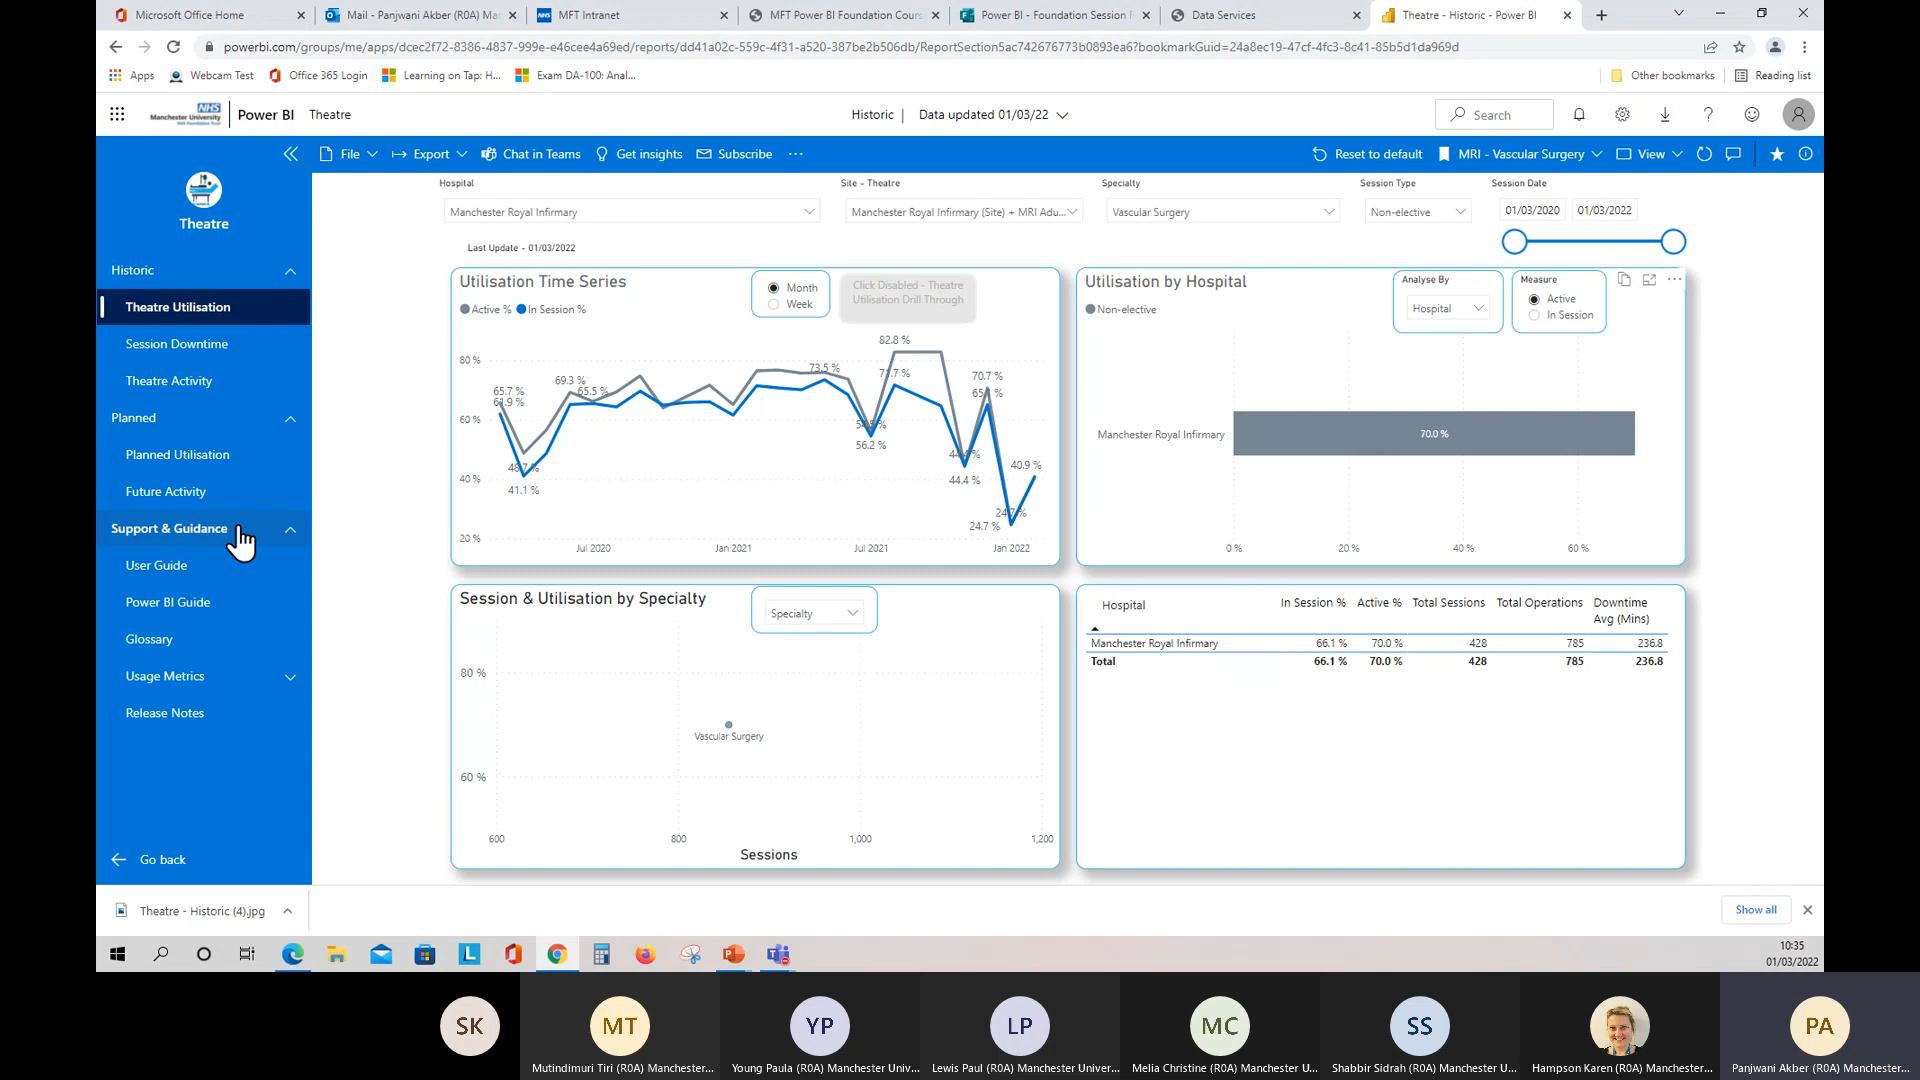 Microsoft Office Home
Mail - Panjwani Akber (R0A) Ma
MFT Intranet
MFT Power BI Foundation Cours
Power BI - Foundation Session F
Data Services
Theatre - Historic - Power BI
powerbi.com/groups/me/apps/dcec2f72-8386-4837-999e-e46cee4a69ed/reports/dd41a02c-559c-4f31-a520-387be2b506db/ReportSection5ac742676773b0893ea6?bookmarkGuid=24a8ec19-47cf-4fc3-8c41-85b5d1da969d
Apps
Webcam Test
Office 365 Login
Learning on Tap: H...
Exam DA-100: Anal...
Other bookmarks
Reading list
NHS
Manchester University
Power BI
Theatre
Historic | Data updated 01/03/22
Search
File
Export
Chat in Teams
Get insights
Subscribe
Reset to default
MRI - Vascular Surgery
View
Theatre
Historic
Theatre Utilisation
Session Downtime
Theatre Activity
Planned
Planned Utilisation
Future Activity
Support & Guidance
User Guide
Power BI Guide
Glossary
Usage Metrics
Release Notes
Go back
Hospital
Site - Theatre
Specialty
Session Type
Session Date
Manchester Royal Infirmary
Manchester Royal Infirmary (Site) + MRI Adu...
Vascular Surgery
Non-elective
01/03/2020
01/03/2022
Last Update - 01/03/2022
Utilisation Time Series
Month
Week
Click Disabled - Theatre
Utilisation Drill Through
Active % In Session %
80 %
60 %
40 %
20 %
65.7 %
61.9 %
48.7 %
41.1 %
69.3 %
65.5 %
73.5 %
82.8 %
71.7 %
56.2 %
44.4 %
70.7 %
24.7 %
40.9 %
Jul 2020
Jan 2021
Jul 2021
Jan 2022
Utilisation by Hospital
Analyse By
Hospital
Measure
Active
In Session
Non-elective
Manchester Royal Infirmary
70.0 %
0 %
20 %
40 %
60 %
Session & Utilisation by Specialty
Specialty
80 %
60 %
Vascular Surgery
600
800
1,000
1,200
Sessions
Hospital In Session % Active % Total Sessions Total Operations Downtime
Avg (Mins)
Manchester Royal Infirmary 66.1 % 70.0 % 428 785 236.8
Total 66.1 % 70.0 % 428 785 236.8
Theatre - Historic (4).jpg
Show all
10:35
01/03/2022
SK
MT
YP
LP
MC
SS
PA
Mutindimuri Tiri (R0A) Manchester...
Young Paula (R0A) Manchester Univ...
Lewis Paul (R0A) Manchester Univer...
Melia Christine (R0A) Manchester U...
Shabbir Sidrah (R0A) Manchester U...
Hampson Karen (R0A) Manchester...
Panjwani Akber (R0A) Manchester...